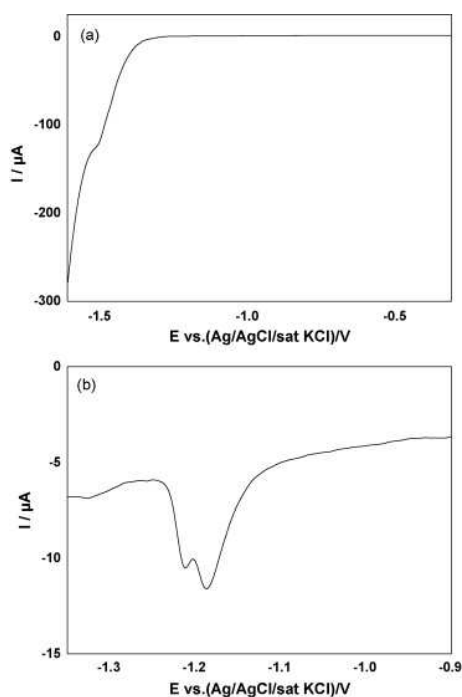 (a)
0
-100
-200
-300
I / µA
-1.5 -1.0 -0.5
E vs.(Ag/AgCl/sat KCl)/V
(b)
0
-5
-10
-15
I / µA
-1.3 -1.2 -1.1 -1.0 -0.9
E vs.(Ag/AgCl/sat KCl)/V